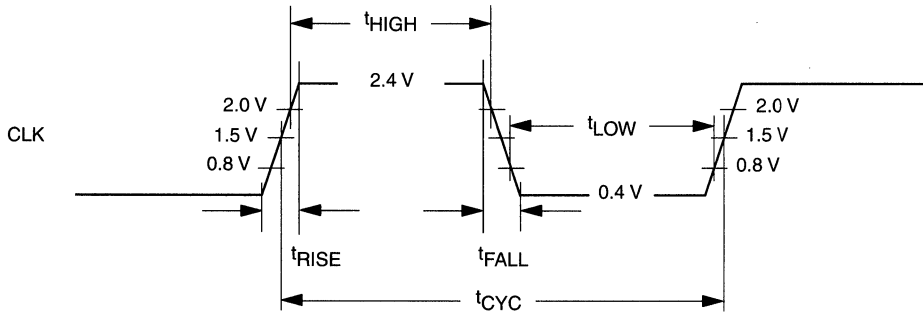 tHIGH
2.4 V
2.0 V
2.0 V
CLK
1.5 V
tLOW
1.5 V
0.8 V
0.8 V
0.4 V
tRISE
tFALL
tCYC